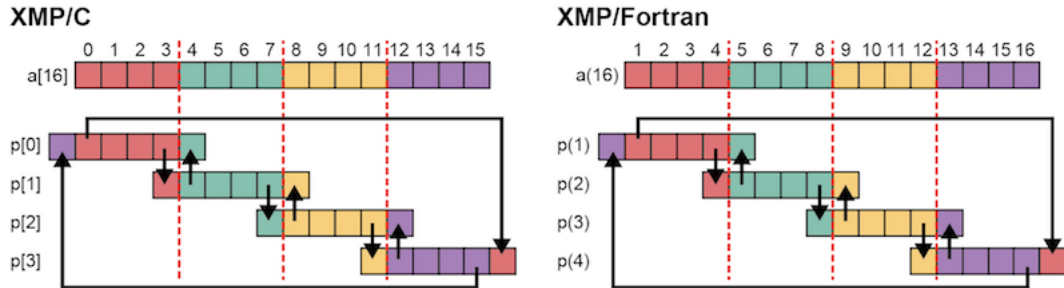 XMP/C
0 1 2 3 4 5 6 7 8 9 10 11 12 13 14 15
a[16]
p[0]
p[1]
p[2]
p[3]
XMP/Fortran
1 2 3 4 5 6 7 8 9 10 11 12 13 14 15 16
a(16)
p(1)
p(2)
p(3)
p(4)